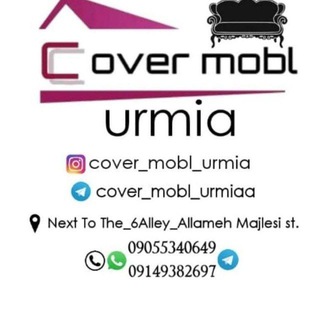 Cover mobl
urmia
cover_mobl_urmia
cover_mobl_urmiaa
Next To The_6Alley_Allameh Majlesi st.
09055340649
09149382697